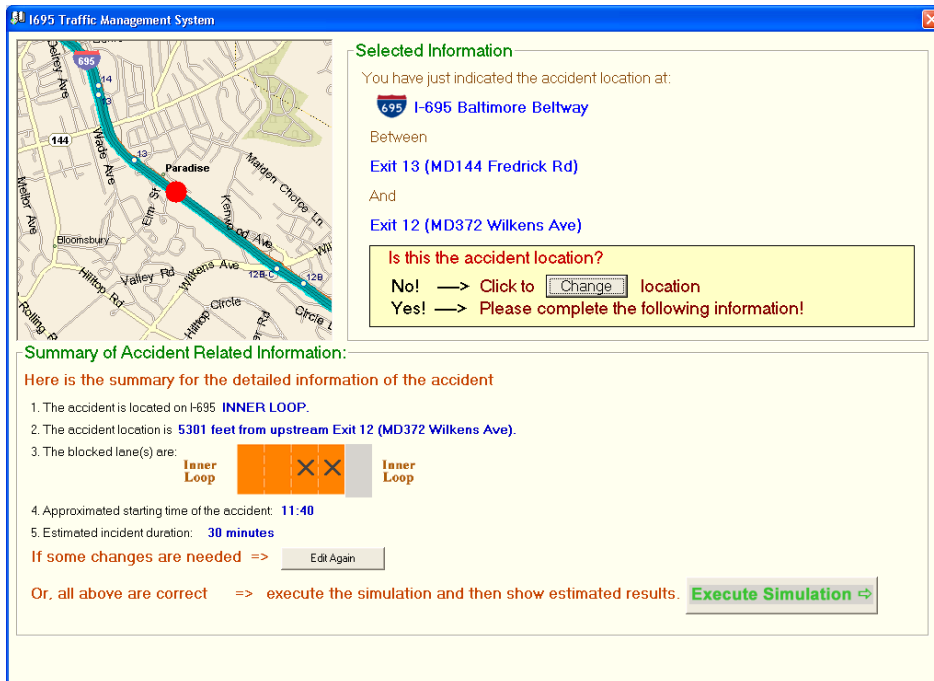 I695 Traffic Management System
Delrey Ave
695
14
13
144
Wade Ave
13
Paradise
Maiden Choice Ln
Mellor Ave
Elm St
Kenwood Ave
Bloomsbury
Valley Rd
Wilkens Ave
12B-C
12B
Hilltop Rd
Circle
Hilltop
Rolling R
Circle L
er Rd
Selected Information
You have just indicated the accident location at:
695 I-695 Baltimore Beltway
Between
Exit 13 (MD144 Fredrick Rd)
And
Exit 12 (MD372 Wilkens Ave)
Is this the accident location?
No! ---> Click to Change location
Yes! ---> Please complete the following information!
Summary of Accident Related Information:
Here is the summary for the detailed information of the accident
1. The accident is located on I-695 INNER LOOP.
2. The accident location is 5301 feet from upstream Exit 12 (MD372 Wilkens Ave).
3. The blocked lane(s) are:
Inner Loop
Inner Loop
4. Approximated starting time of the accident: 11:40
5. Estimated incident duration: 30 minutes
If some changes are needed => Edit Again
Or, all above are correct => execute the simulation and then show estimated results. Execute Simulation ⇨